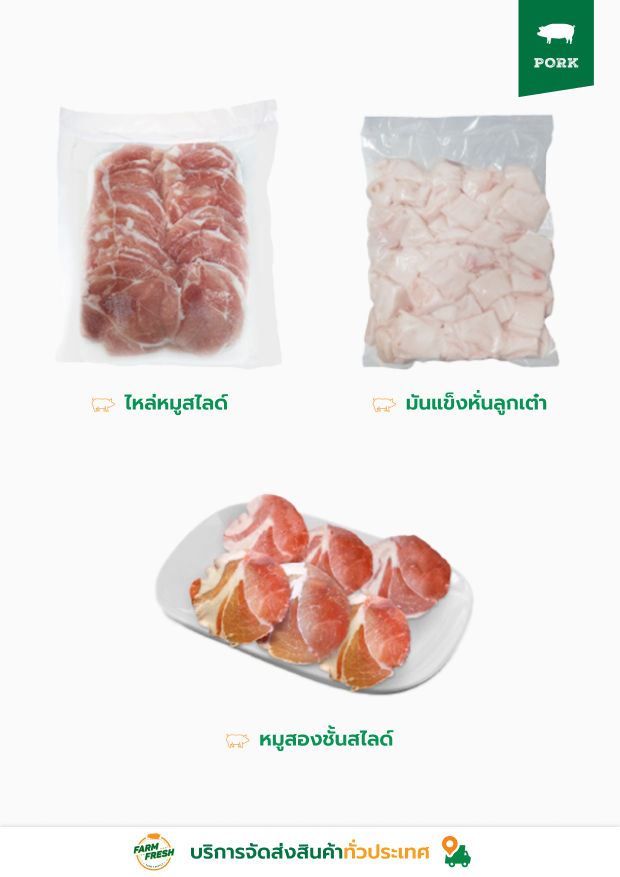 PORK
ไหล่หมูสไลด์
มันแข็งหั่นลูกเต๋า
หมูสองชั้นสไลด์
FARM
FRESH
บริการจัดส่งสินค้าทั่วประเทศ